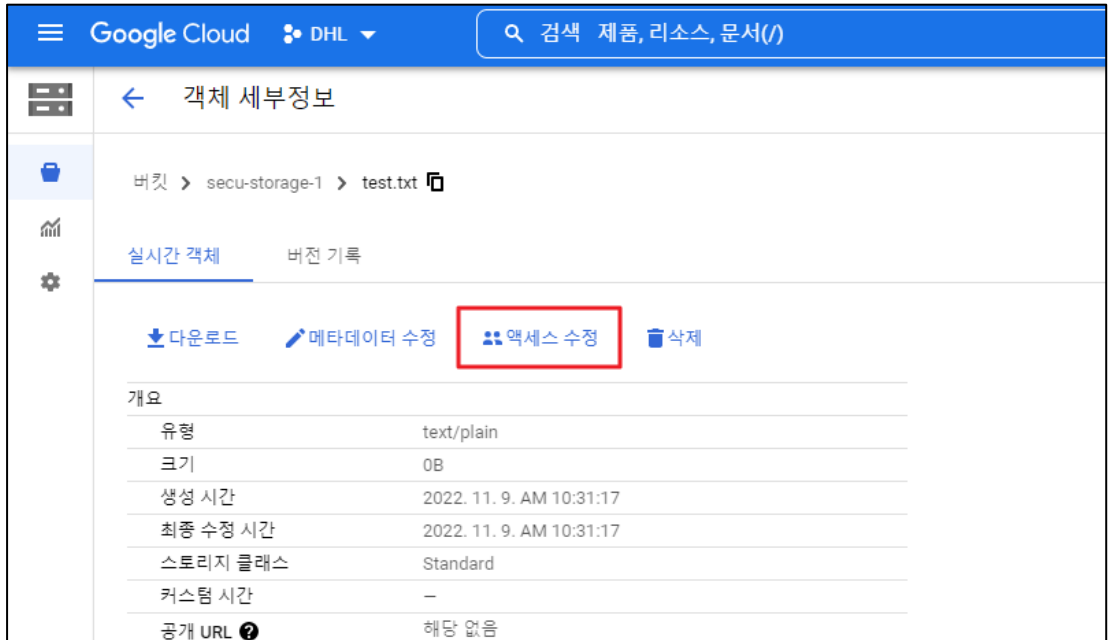 Google Cloud DHL 검색 제품, 리소스, 문서(/)
객체 세부정보
버킷 > secu-storage-1 > test.txt
실시간 객체 버전 기록
다운로드 메타데이터 수정 액세스 수정 삭제
개요
유형 text/plain
크기 0B
생성 시간 2022. 11. 9. AM 10:31:17
최종 수정 시간 2022. 11. 9. AM 10:31:17
스토리지 클래스 Standard
커스텀 시간 —
공개 URL 해당 없음